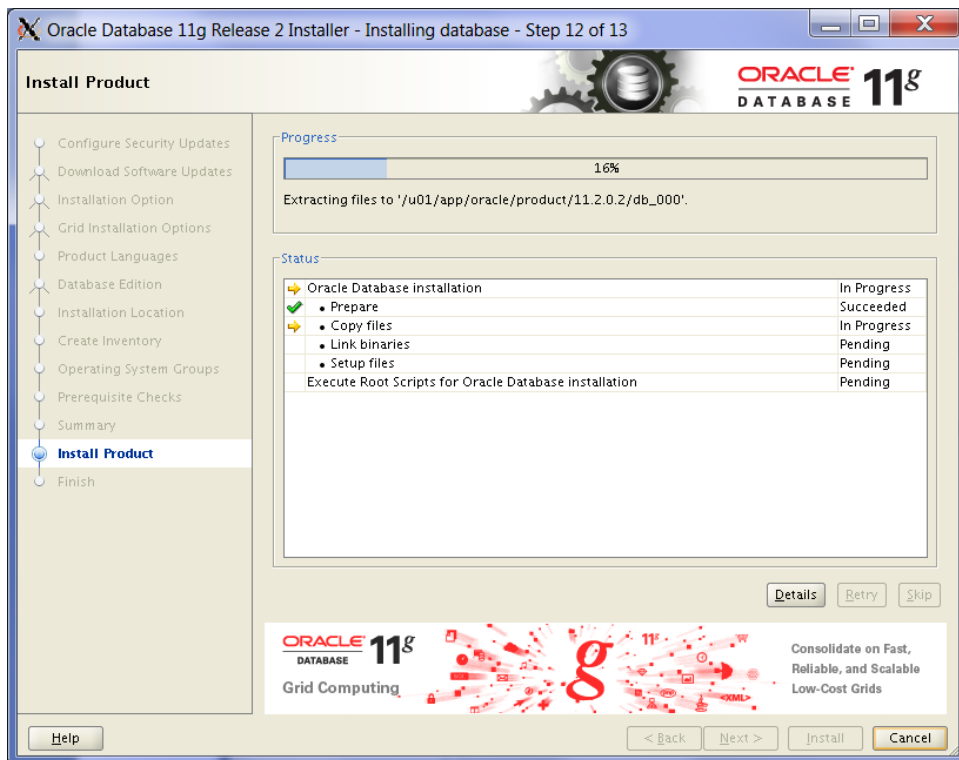 Oracle Database 11g Release 2 Installer - Installing database - Step 12 of 13
Install Product
ORACLE 11g
DATABASE
Configure Security Updates
Download Software Updates
Installation Option
Grid Installation Options
Product Languages
Database Edition
Installation Location
Create Inventory
Operating System Groups
Prerequisite Checks
Summary
Install Product
Finish
Progress
16%
Extracting files to '/u01/app/oracle/product/11.2.0.2/db_000'.
Status
Oracle Database installation In Progress
• Prepare Succeeded
• Copy files In Progress
• Link binaries Pending
• Setup files Pending
Execute Root Scripts for Oracle Database installation Pending
Details Retry Skip
ORACLE 11g
DATABASE
Grid Computing
g
11g
<XML>
Consolidate on Fast,
Reliable, and Scalable
Low-Cost Grids
Help < Back Next > Install Cancel